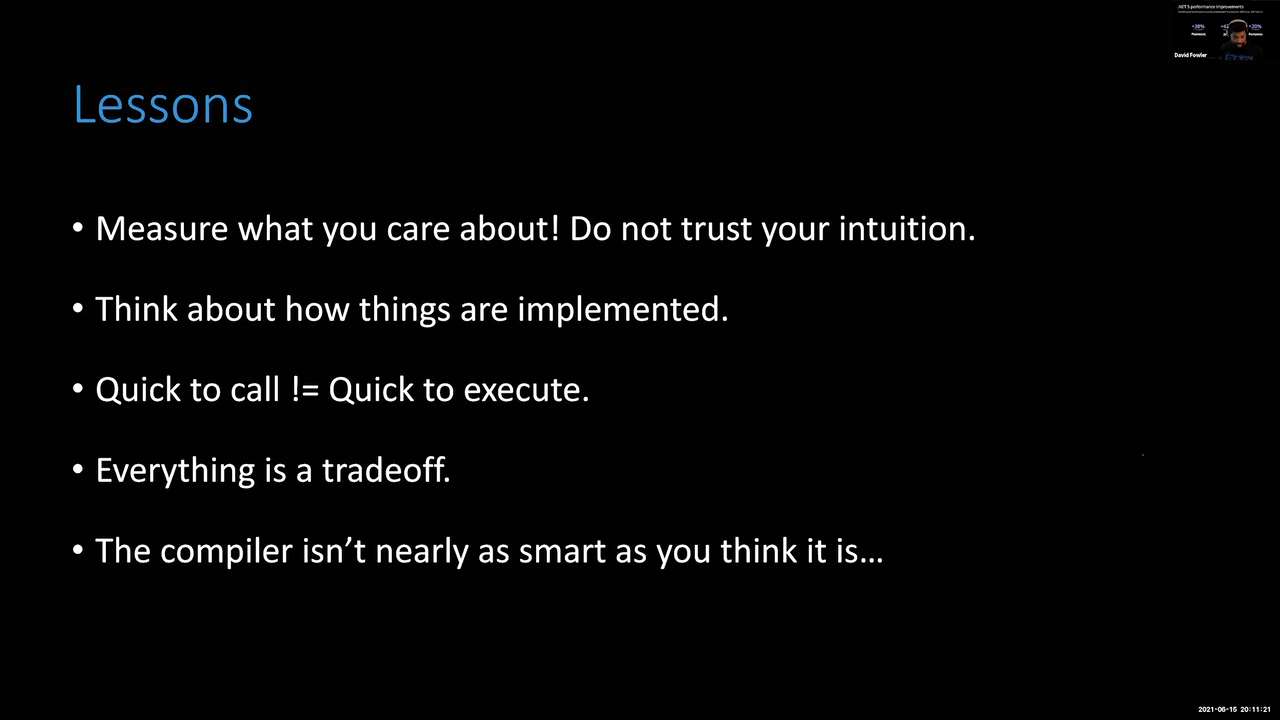 .NET 5 performance improvements
+38%
+20%
David Fowler
Lessons
• Measure what you care about! Do not trust your intuition.
• Think about how things are implemented.
• Quick to call != Quick to execute.
• Everything is a tradeoff.
• The compiler isn’t nearly as smart as you think it is…
2021-06-15 20:11:21